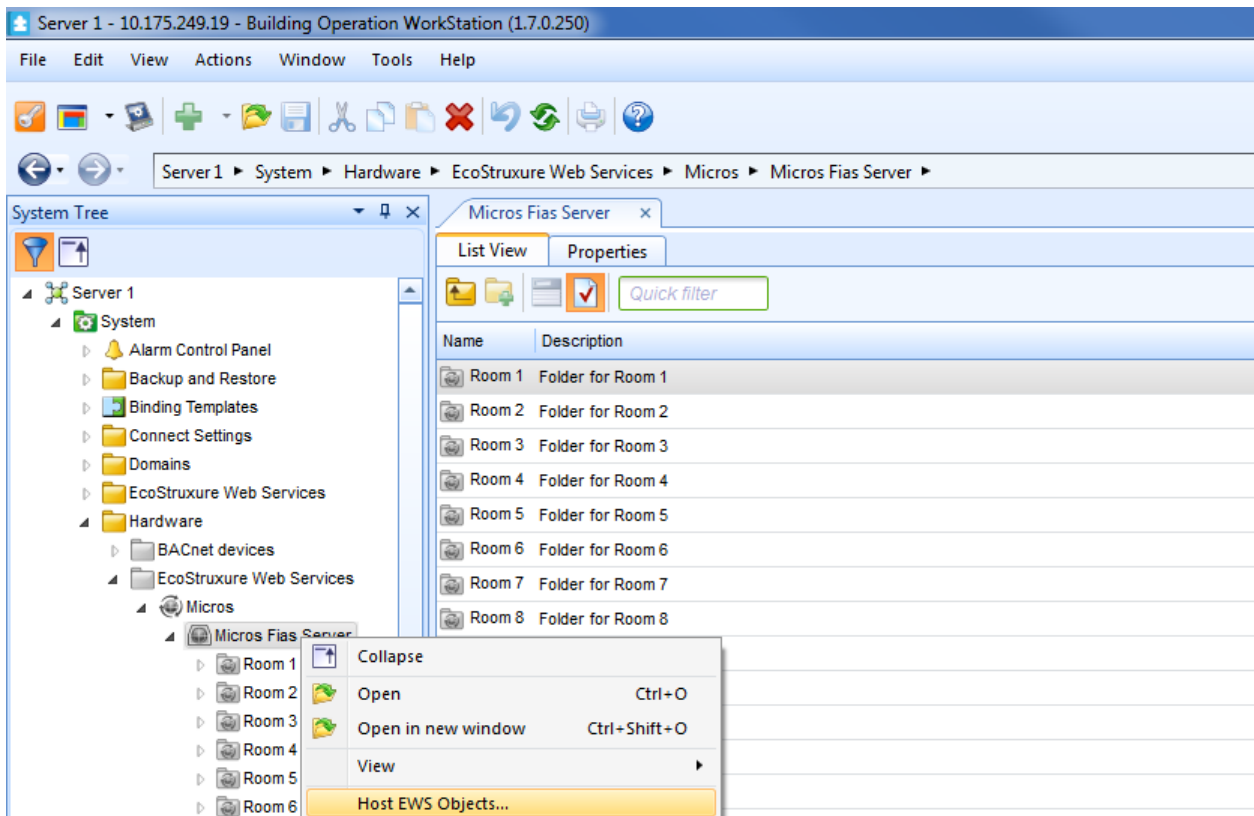 Server 1 - 10.175.249.19 - Building Operation WorkStation (1.7.0.250)
File Edit View Actions Window Tools Help
Server 1 ► System ► Hardware ► EcoStruxure Web Services ► Micros ► Micros Fias Server ►
System Tree
Micros Fias Server
List View Properties
Quick filter
Name Description
Room 1 Folder for Room 1
Room 2 Folder for Room 2
Room 3 Folder for Room 3
Room 4 Folder for Room 4
Room 5 Folder for Room 5
Room 6 Folder for Room 6
Room 7 Folder for Room 7
Room 8 Folder for Room 8
Server 1
System
Alarm Control Panel
Backup and Restore
Binding Templates
Connect Settings
Domains
EcoStruxure Web Services
Hardware
BACnet devices
EcoStruxure Web Services
Micros
Micros Fias Server
Room 1
Room 2
Room 3
Room 4
Room 5
Room 6
Collapse
Open Ctrl+O
Open in new window Ctrl+Shift+O
View
Host EWS Objects...